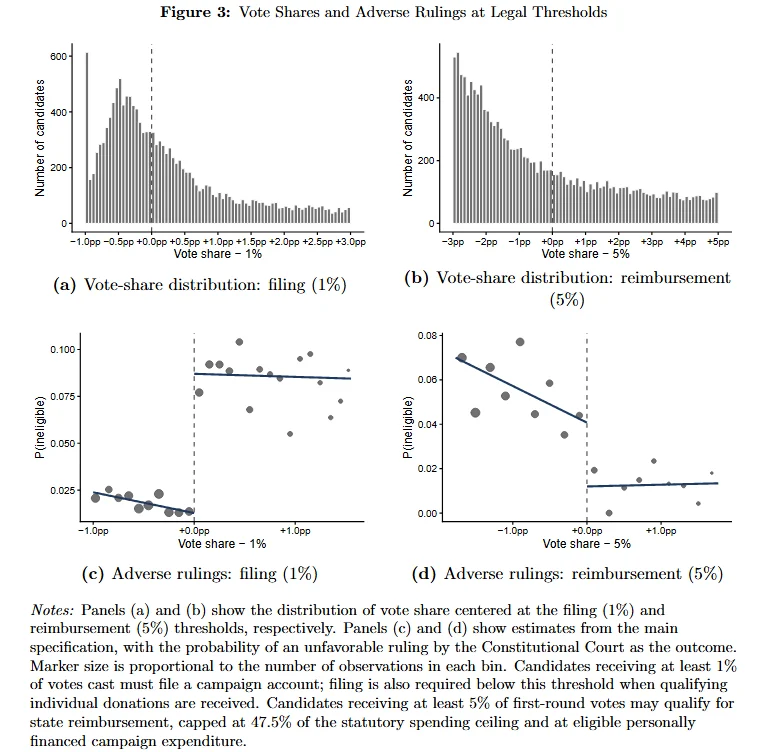 Figure 3: Vote Shares and Adverse Rulings at Legal Thresholds
Number of candidates
600
400
200
0
−1.0pp −0.5pp +0.0pp +0.5pp +1.0pp +1.5pp +2.0pp +2.5pp +3.0pp
Vote share − 1%
(a) Vote-share distribution: filing (1%)
Number of candidates
400
200
0
−3pp −2pp −1pp +0pp +1pp +2pp +3pp +4pp +5pp
Vote share − 5%
(b) Vote-share distribution: reimbursement
(5%)
P(ineligible)
0.100
0.075
0.050
0.025
−1.0pp +0.0pp +1.0pp
Vote share − 1%
(c) Adverse rulings: filing (1%)
P(ineligible)
0.08
0.06
0.04
0.02
0.00
−1.0pp +0.0pp +1.0pp
Vote share − 5%
(d) Adverse rulings: reimbursement (5%)
Notes: Panels (a) and (b) show the distribution of vote share centered at the filing (1%) and
reimbursement (5%) thresholds, respectively. Panels (c) and (d) show estimates from the main
specification, with the probability of an unfavorable ruling by the Constitutional Court as the outcome.
Marker size is proportional to the number of observations in each bin. Candidates receiving at least 1%
of votes cast must file a campaign account; filing is also required below this threshold when qualifying
individual donations are received. Candidates receiving at least 5% of first-round votes may qualify for
state reimbursement, capped at 47.5% of the statutory spending ceiling and at eligible personally
financed campaign expenditure.